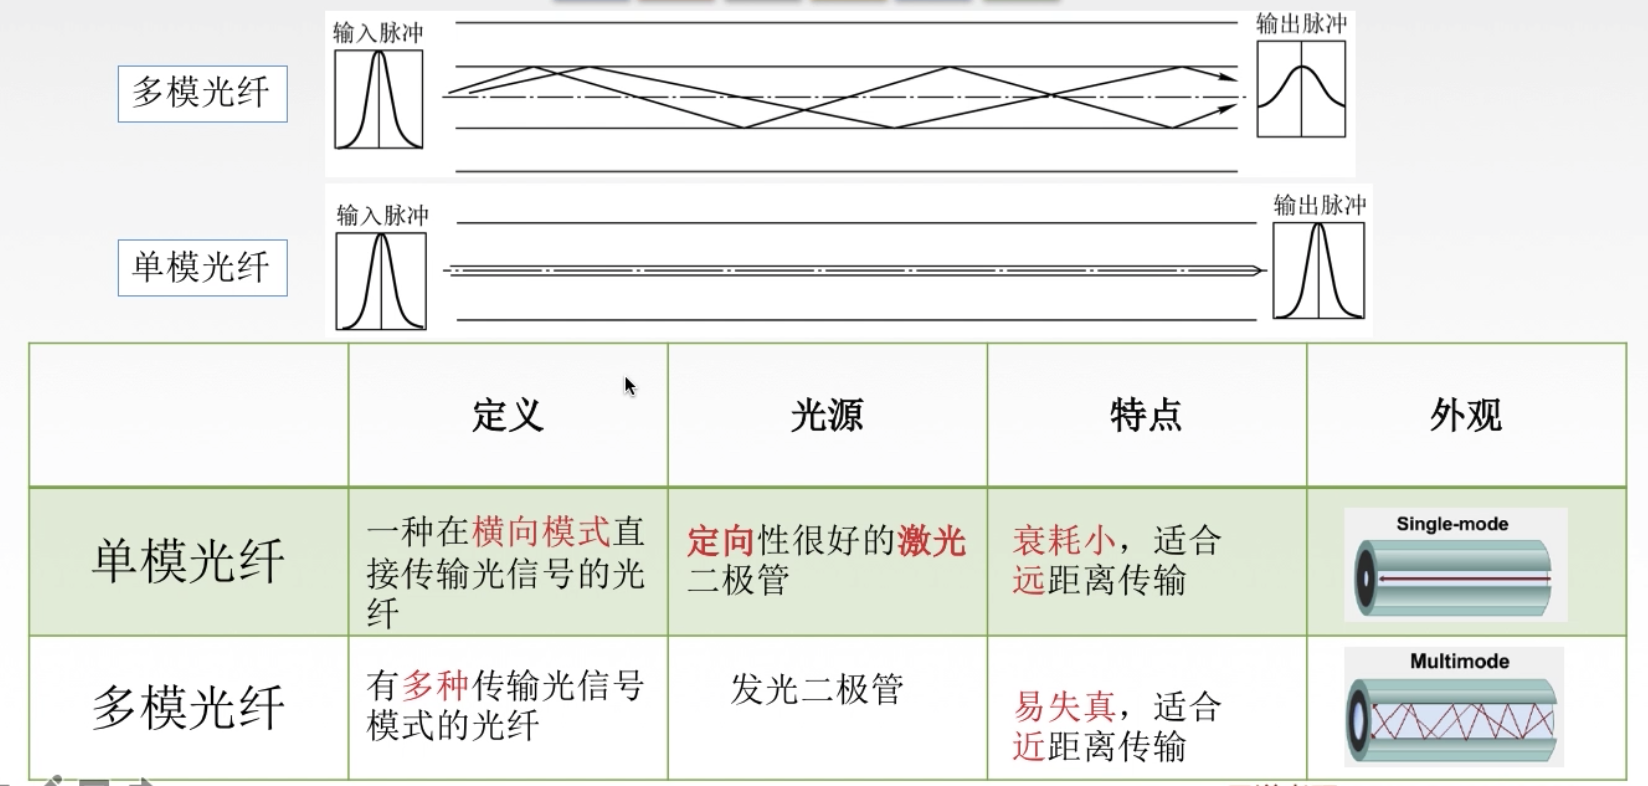 输入脉冲
输出脉冲
多模光纤
输入脉冲
输出脉冲
单模光纤
定义
光源
特点
外观
单模光纤
一种在横向模式直
接传输光信号的光
纤
定向性很好的激光
二极管
衰耗小，适合
远距离传输
Single-mode
多模光纤
有多种传输光信号
模式的光纤
发光二极管
易失真，适合
近距离传输
Multimode